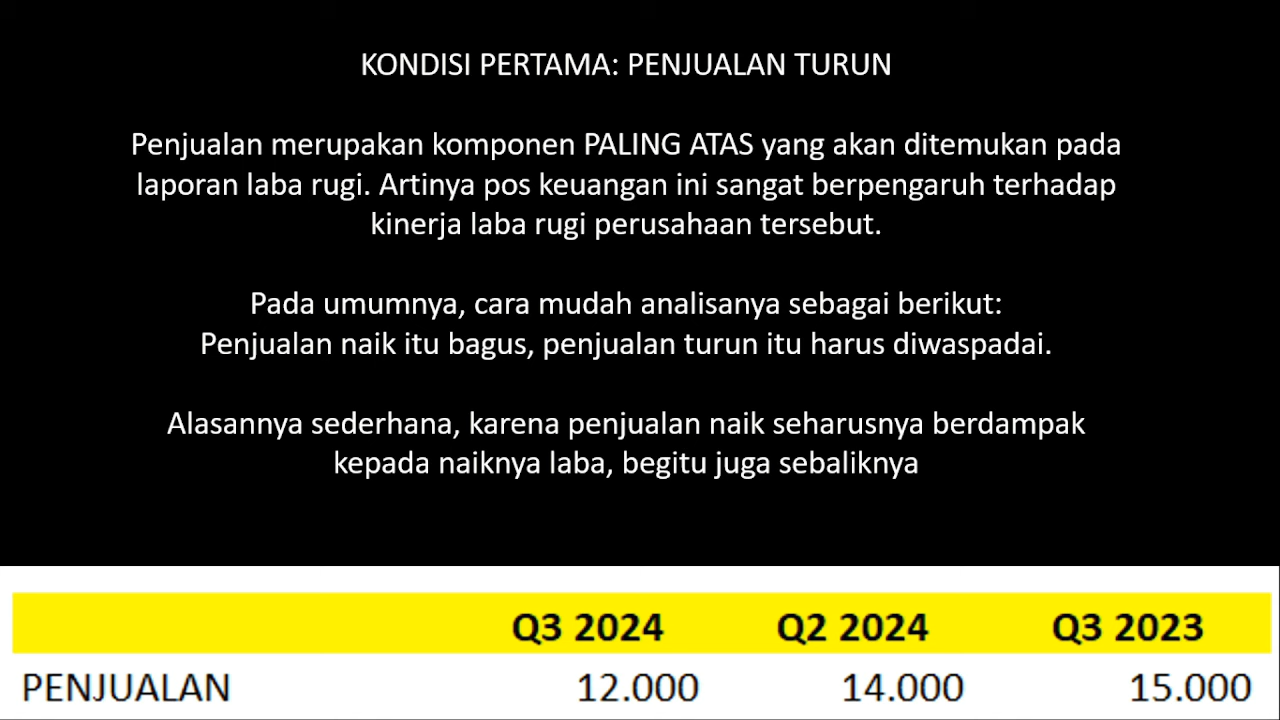 KONDISI PERTAMA: PENJUALAN TURUN
Penjualan merupakan komponen PALING ATAS yang akan ditemukan pada
laporan laba rugi. Artinya pos keuangan ini sangat berpengaruh terhadap
kinerja laba rugi perusahaan tersebut.
Pada umumnya, cara mudah analisanya sebagai berikut:
Penjualan naik itu bagus, penjualan turun itu harus diwaspadai.
Alasannya sederhana, karena penjualan naik seharusnya berdampak
kepada naiknya laba, begitu juga sebaliknya
Q3 2024 Q2 2024 Q3 2023
PENJUALAN 12.000 14.000 15.000